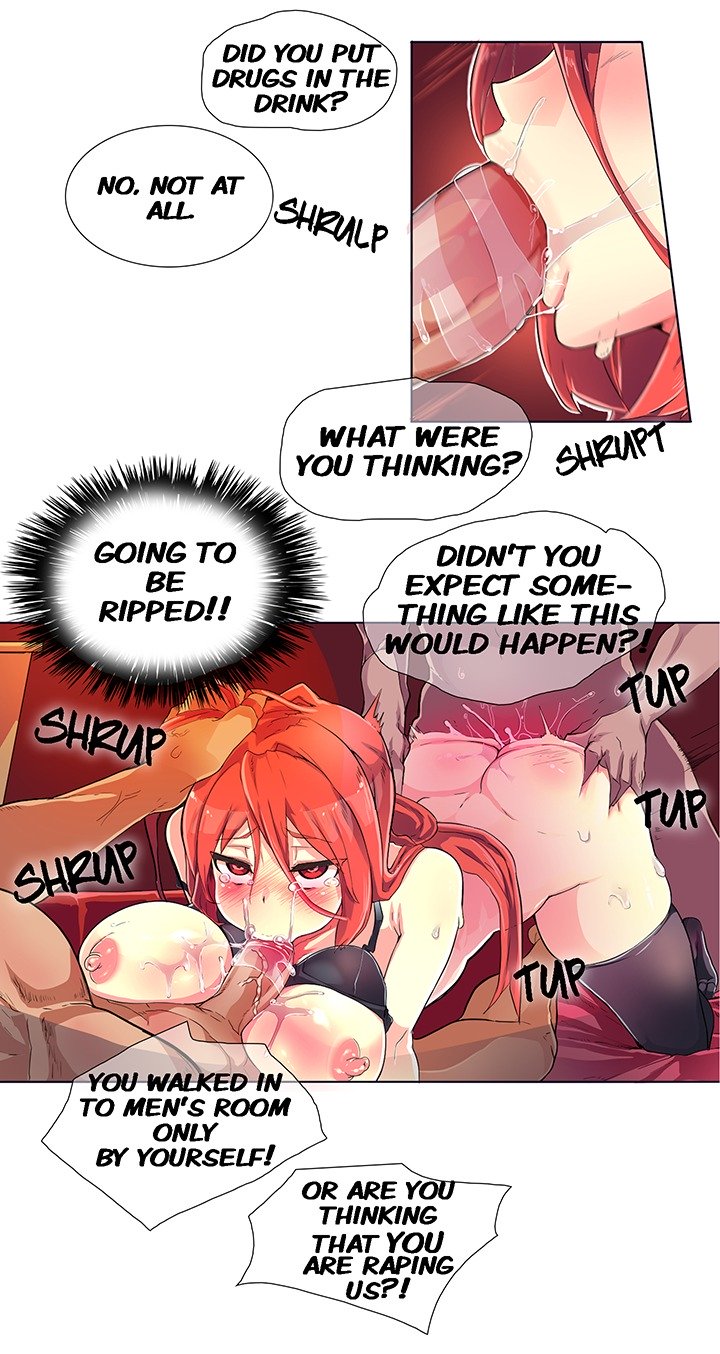 DID YOU PUT
DRUGS IN THE
DRINK?
NO, NOT AT
ALL.
SHRULP
WHAT WERE
YOU THINKING?
SHRUPT
GOING TO
BE
RIPPED!!
DIDN'T YOU
EXPECT SOME-
THING LIKE THIS
WOULD HAPPEN?!
TUP
SHRUP
TUP
SHRUP
TUP
YOU WALKED IN
TO MEN'S ROOM
ONLY
BY YOURSELF!
OR ARE YOU
THINKING
THAT YOU
ARE RAPING
US?!